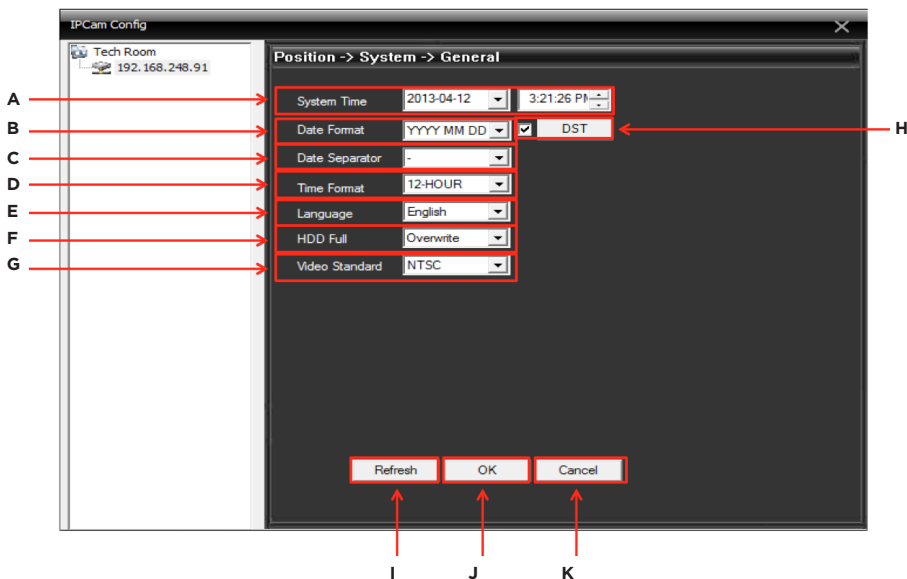 IPCam Config
Tech Room
192.168.248.91
Position -> System -> General
A
System Time 2013-04-12 3:21:26 PM
B
Date Format YYYY MM DD DST
H
C
Date Separator -
D
Time Format 12-HOUR
E
Language English
F
HDD Full Overwrite
G
Video Standard NTSC
Refresh OK Cancel
I J K